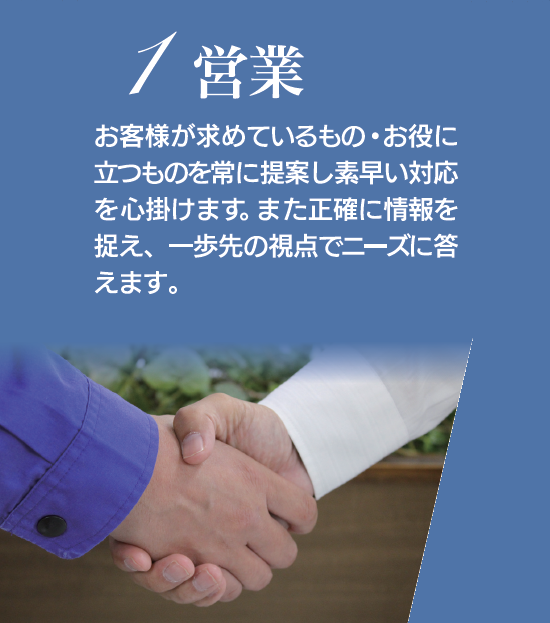 1 営業
お客様が求めているもの・お役に
立つものを常に提案し素早い対応
を心掛けます。また正確に情報を
捉え、一歩先の視点でニーズに答
えます。